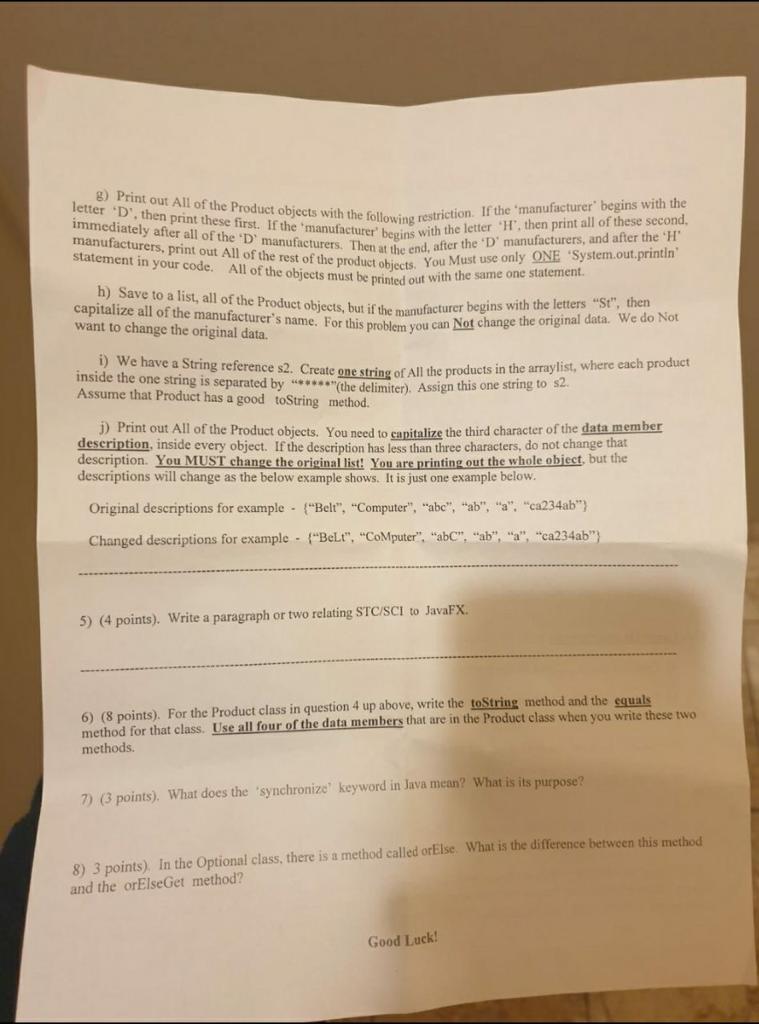 g) Print out All of the Product objects with the following restriction. If the 'manufacturer' begins with the
letter 'D', then print these first. If the 'manufacturer' begins with the letter 'H', then print all of these second,
immediately after all of the 'D' manufacturers. Then at the end, after the 'D' manufacturers, and after the 'H'
manufacturers, print out All of the rest of the product objects. You Must use only ONE 'System.out.println'
statement in your code. All of the objects must be printed out with the same one statement.
h) Save to a list, all of the Product objects, but if the manufacturer begins with the letters "St", then
capitalize all of the manufacturer's name. For this problem you can Not change the original data. We do Not
want to change the original data.
i) We have a String reference s2. Create one string of All the products in the arraylist, where each product
inside the one string is separated by "*****"(the delimiter). Assign this one string to s2.
Assume that Product has a good toString method.
j) Print out All of the Product objects. You need to capitalize the third character of the data member
description, inside every object. If the description has less than three characters, do not change that
description. You MUST change the original list! You are printing out the whole object, but the
descriptions will change as the below example shows. It is just one example below.
Original descriptions for example - {"Belt", "Computer", "abc", "ab", "a", "ca234ab"}
Changed descriptions for example - {"BeLt", "CoMputer", "abC", "ab", "a", "ca234ab"}
5) (4 points). Write a paragraph or two relating STC/SCI to JavaFX.
6) (8 points). For the Product class in question 4 up above, write the toString method and the equals
method for that class. Use all four of the data members that are in the Product class when you write these two
methods.
7) (3 points). What does the 'synchronize' keyword in Java mean? What is its purpose?
8) 3 points). In the Optional class, there is a method called orElse. What is the difference between this method
and the orElseGet method?
Good Luck!